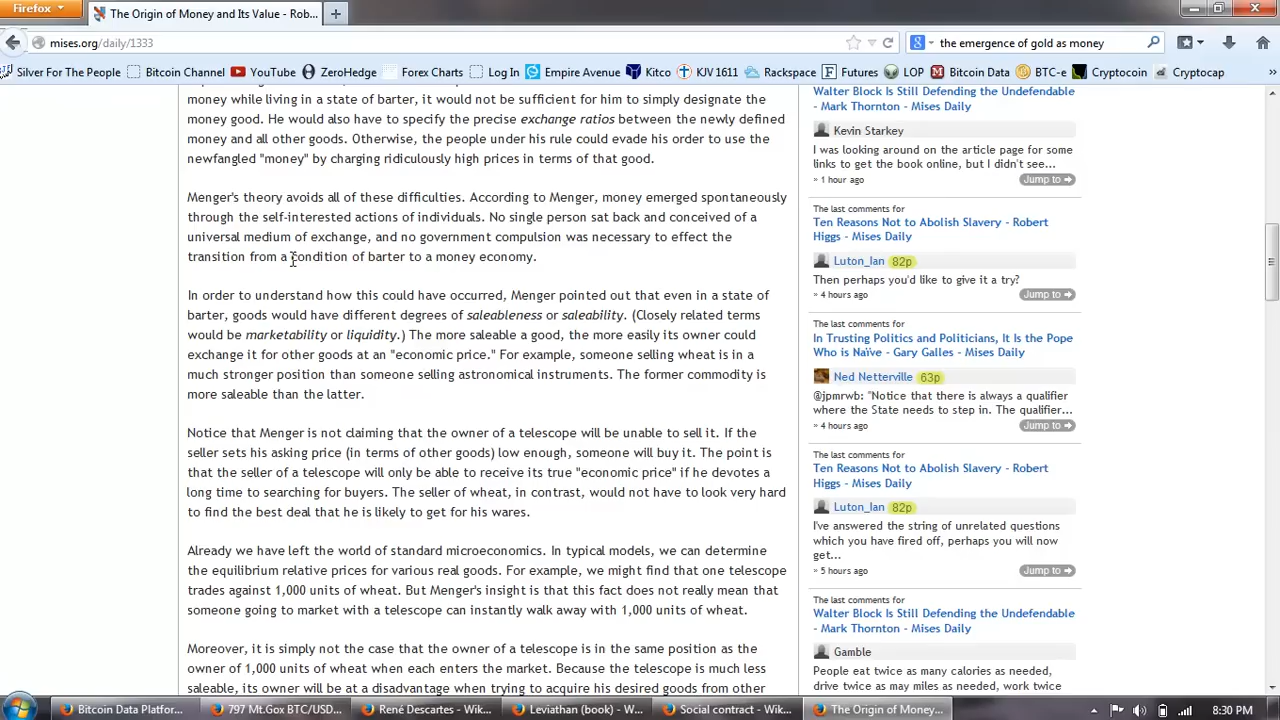 Firefox
The Origin of Money and Its Value - Rob...
mises.org/daily/1333
the emergence of gold as money
Silver For The People
Bitcoin Channel
YouTube
ZeroHedge
Forex Charts
Log In
Empire Avenue
Kitco
KJV 1611
Rackspace
Futures
LOP
Bitcoin Data
BTC-e
Cryptocoin
Cryptocap
»
money while living in a state of barter, it would not be sufficient for him to simply designate the
money good. He would also have to specify the precise exchange ratios between the newly defined
money and all other goods. Otherwise, the people under his rule could evade his order to use the
newfangled "money" by charging ridiculously high prices in terms of that good.
Menger's theory avoids all of these difficulties. According to Menger, money emerged spontaneously
through the self-interested actions of individuals. No single person sat back and conceived of a
universal medium of exchange, and no government compulsion was necessary to effect the
transition from a condition of barter to a money economy.
In order to understand how this could have occurred, Menger pointed out that even in a state of
barter, goods would have different degrees of saleableness or saleability. (Closely related terms
would be marketability or liquidity.) The more saleable a good, the more easily its owner could
exchange it for other goods at an "economic price." For example, someone selling wheat is in a
much stronger position than someone selling astronomical instruments. The former commodity is
more saleable than the latter.
Notice that Menger is not claiming that the owner of a telescope will be unable to sell it. If the
seller sets his asking price (in terms of other goods) low enough, someone will buy it. The point is
that the seller of a telescope will only be able to receive its true "economic price" if he devotes a
long time to searching for buyers. The seller of wheat, in contrast, would not have to look very hard
to find the best deal that he is likely to get for his wares.
Already we have left the world of standard microeconomics. In typical models, we can determine
the equilibrium relative prices for various real goods. For example, we might find that one telescope
trades against 1,000 units of wheat. But Menger's insight is that this fact does not really mean that
someone going to market with a telescope can instantly walk away with 1,000 units of wheat.
Moreover, it is simply not the case that the owner of a telescope is in the same position as the
owner of 1,000 units of wheat when each enters the market. Because the telescope is much less
saleable, its owner will be at a disadvantage when trying to acquire his desired goods from other
Walter Block Is Still Defending the Undefendable
- Mark Thornton - Mises Daily
Kevin Starkey
I was looking around on the article page for some
links to get the book online, but I didn't see...
» 1 hour ago
Jump to
The last comments for
Ten Reasons Not to Abolish Slavery - Robert
Higgs - Mises Daily
Luton_Ian 82p
Then perhaps you'd like to give it a try?
» 4 hours ago
Jump to
The last comments for
In Trusting Politics and Politicians, It Is the Pope
Who is Naïve - Gary Galles - Mises Daily
Ned Netterville 63p
@jpmrwb: "Notice that there is always a qualifier
where the State needs to step in. The qualifier...
» 4 hours ago
Jump to
The last comments for
Ten Reasons Not to Abolish Slavery - Robert
Higgs - Mises Daily
Luton_Ian 82p
I've answered the string of unrelated questions
which you have fired off, perhaps you will now
get...
» 5 hours ago
Jump to
The last comments for
Walter Block Is Still Defending the Undefendable
- Mark Thornton - Mises Daily
Gamble
People eat twice as many calories as needed,
drive twice as may miles as needed, work twice
Bitcoin Data Platfor...
797 Mt.Gox BTC/USD...
René Descartes - Wik...
Leviathan (book) - W...
Social contract - Wik...
The Origin of Money...
8:30 PM